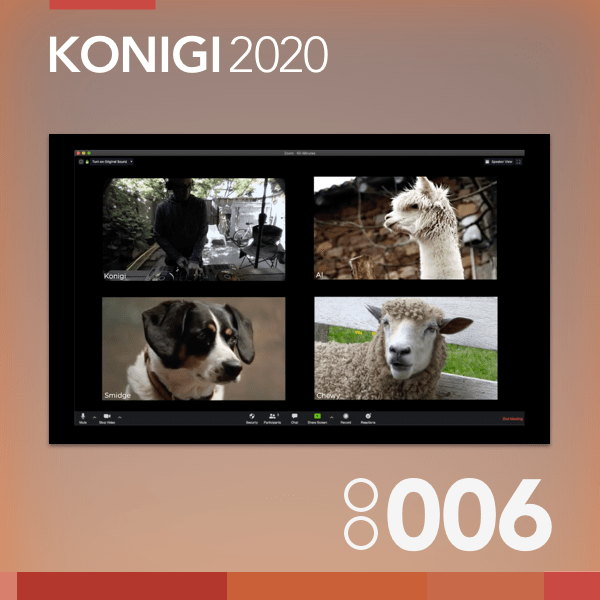 KONIGI 2020
Zoom
Turn on Original Sound
Speaker View
Konigi
Al
Smidge
Chewy
Mute
Stop Video
Security
Participants
Chat
Share Screen
Record
Reactions
End Meeting
006